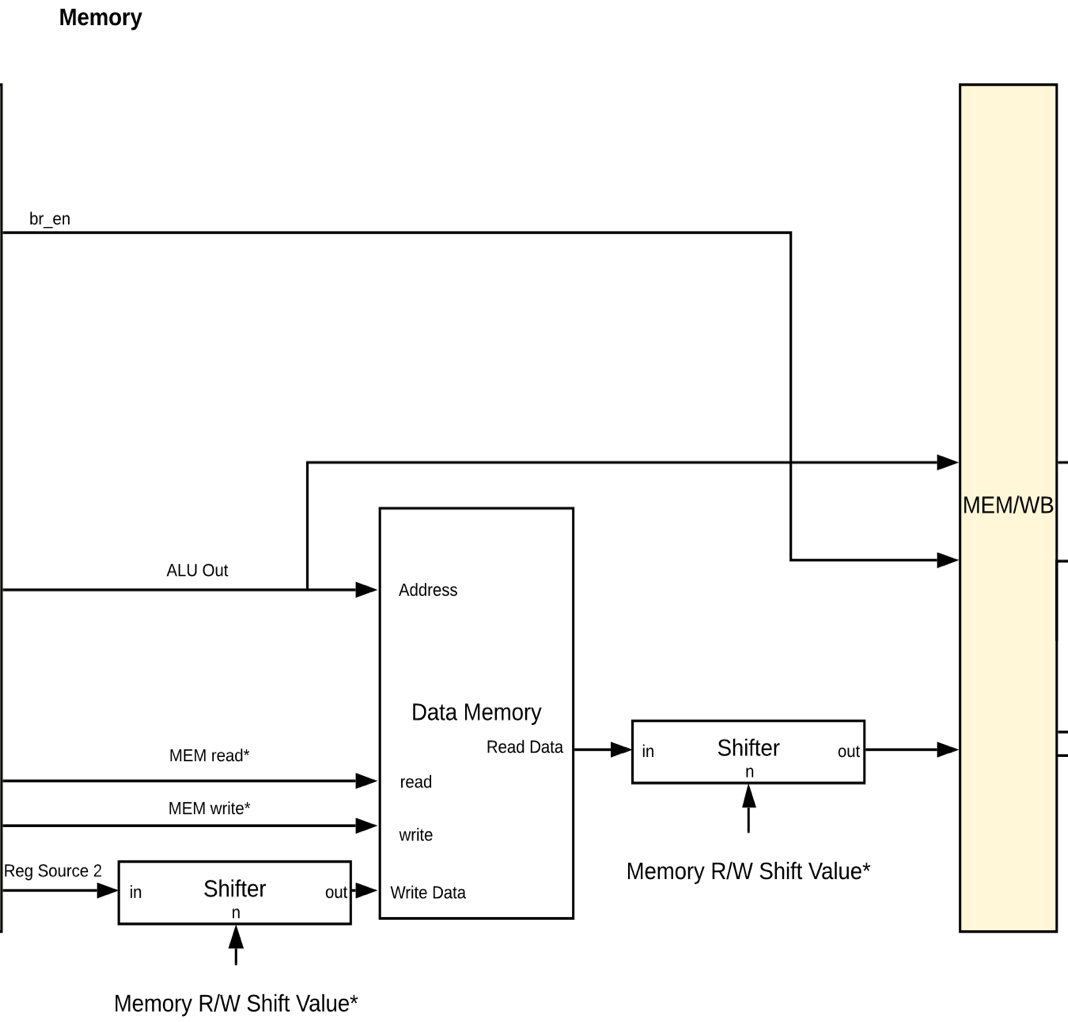 Memory
br_en
MEM/WB
ALU Out
Address
Data Memory
Read Data
in
Shifter
out
n
MEM read*
read
MEM write*
write
Memory R/W Shift Value*
Reg Source 2
in
Shifter
out
n
Write Data
Memory R/W Shift Value*